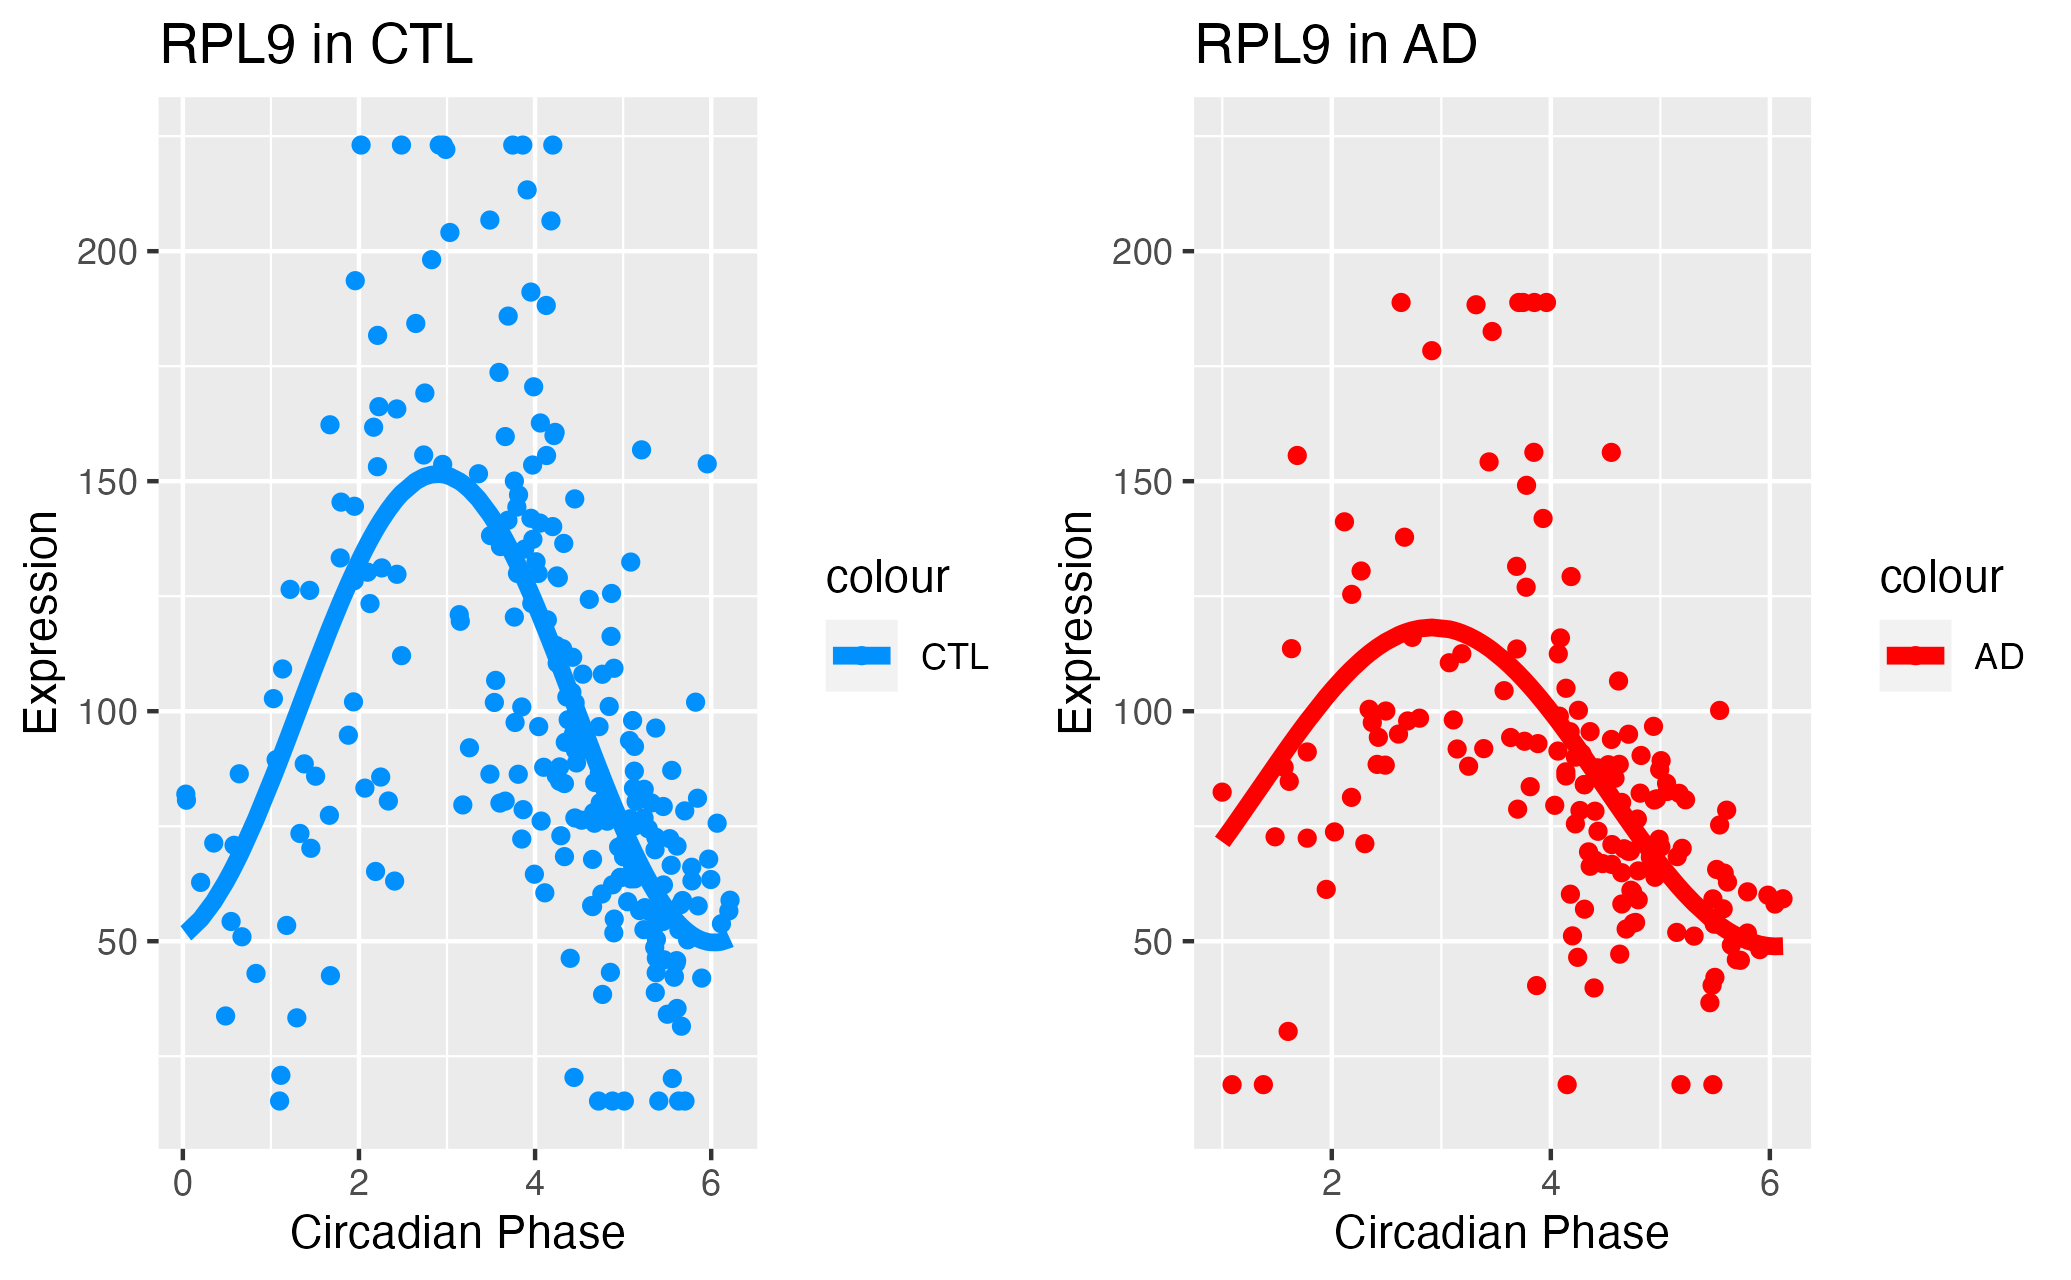 RPL9 in CTL
Expression
200
150
100
50
0 2 4 6
Circadian Phase
colour
CTL
RPL9 in AD
Expression
200
150
100
50
2 4 6
Circadian Phase
colour
AD